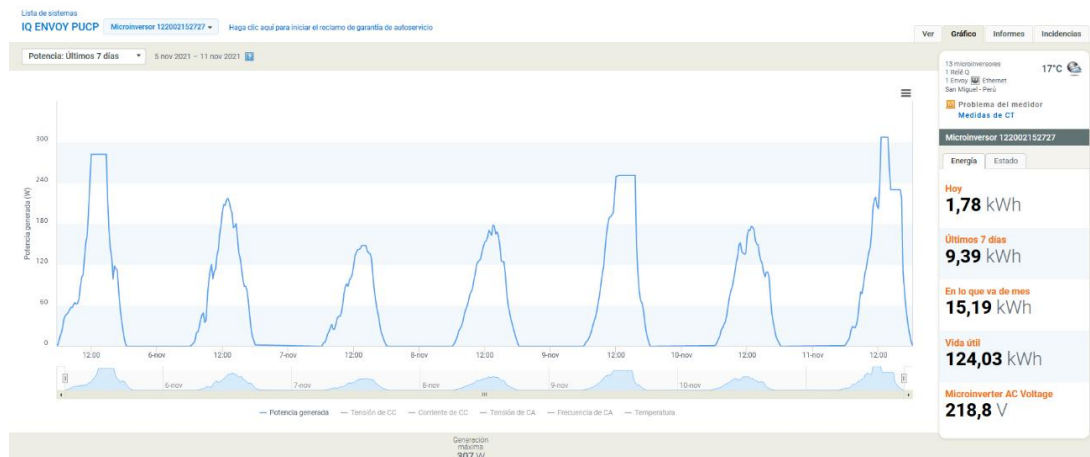 Lista de sistemas
IQ ENVOY PUCP Microinversor 122002152727 Haga clic aquí para iniciar el reclamo de garantía de autoservicio
Ver Gráfico Informes Incidencias
Potencia: Últimos 7 días 5 nov 2021 – 11 nov 2021
13 microinversores
1 Relé Q
1 Envoy Ethernet
San Miguel - Perú
17°C
Problema del medidor
Medidas de CT
Microinversor 122002152727
Energía Estado
Hoy
1,78 kWh
Últimos 7 días
9,39 kWh
En lo que va de mes
15,19 kWh
Vida útil
124,03 kWh
Microinverter AC Voltage
218,8 V
Potencia generada (W)
300
240
180
120
60
0
12:00 6-nov 12:00 7-nov 12:00 8-nov 12:00 9-nov 12:00 10-nov 12:00 11-nov 12:00
6-nov 7-nov 8-nov 9-nov 10-nov
Potencia generada Tensión de CC Corriente de CC Tensión de CA Frecuencia de CA Temperatura
Generación
máxima
307 W